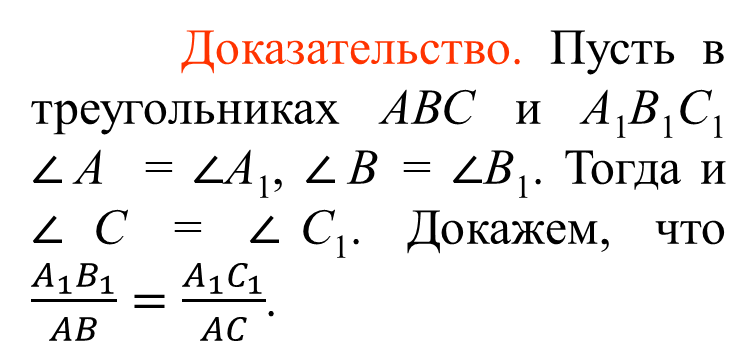 Доказательство. Пусть в
треугольниках ABC и A₁B₁C₁
∠ A = ∠A₁, ∠ B = ∠B₁. Тогда и
∠ C = ∠ C₁. Докажем, что
A₁B₁/AB = A₁C₁/AC.